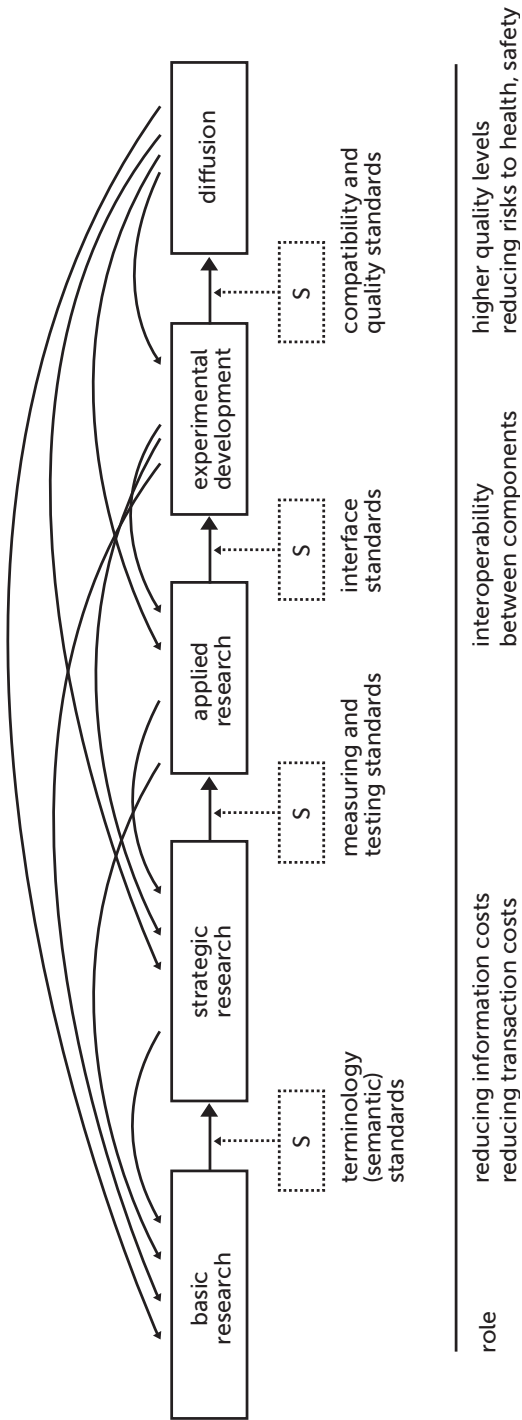 basic
research
strategic
research
applied
research
experimental
development
diffusion
S
S
S
S
terminology
(semantic)
standards
measuring and
testing standards
interface
standards
compatibility and
quality standards
role
reducing information costs
reducing transaction costs
interoperability
between components
higher quality levels
reducing risks to health, safety